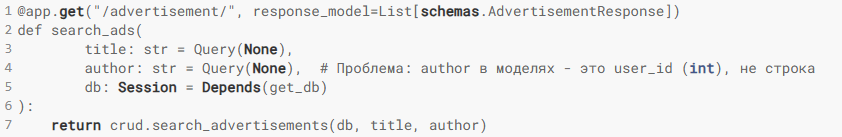 1 @app.get("/advertisement/", response_model=List[schemas.AdvertisementResponse])
2 def search_ads(
3         title: str = Query(None),
4         author: str = Query(None),  # Проблема: author в моделях - это user_id (int), не строка
5         db: Session = Depends(get_db)
6 ):
7     return crud.search_advertisements(db, title, author)